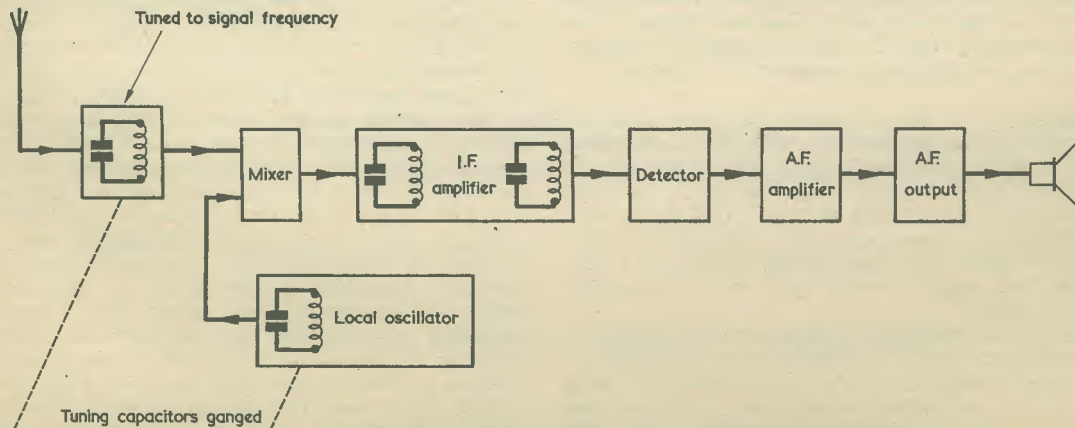 Tuned to signal frequency
Mixer
I.F.
amplifier
Detector
A.F.
amplifier
A.F.
output
Local oscillator
Tuning capacitors ganged